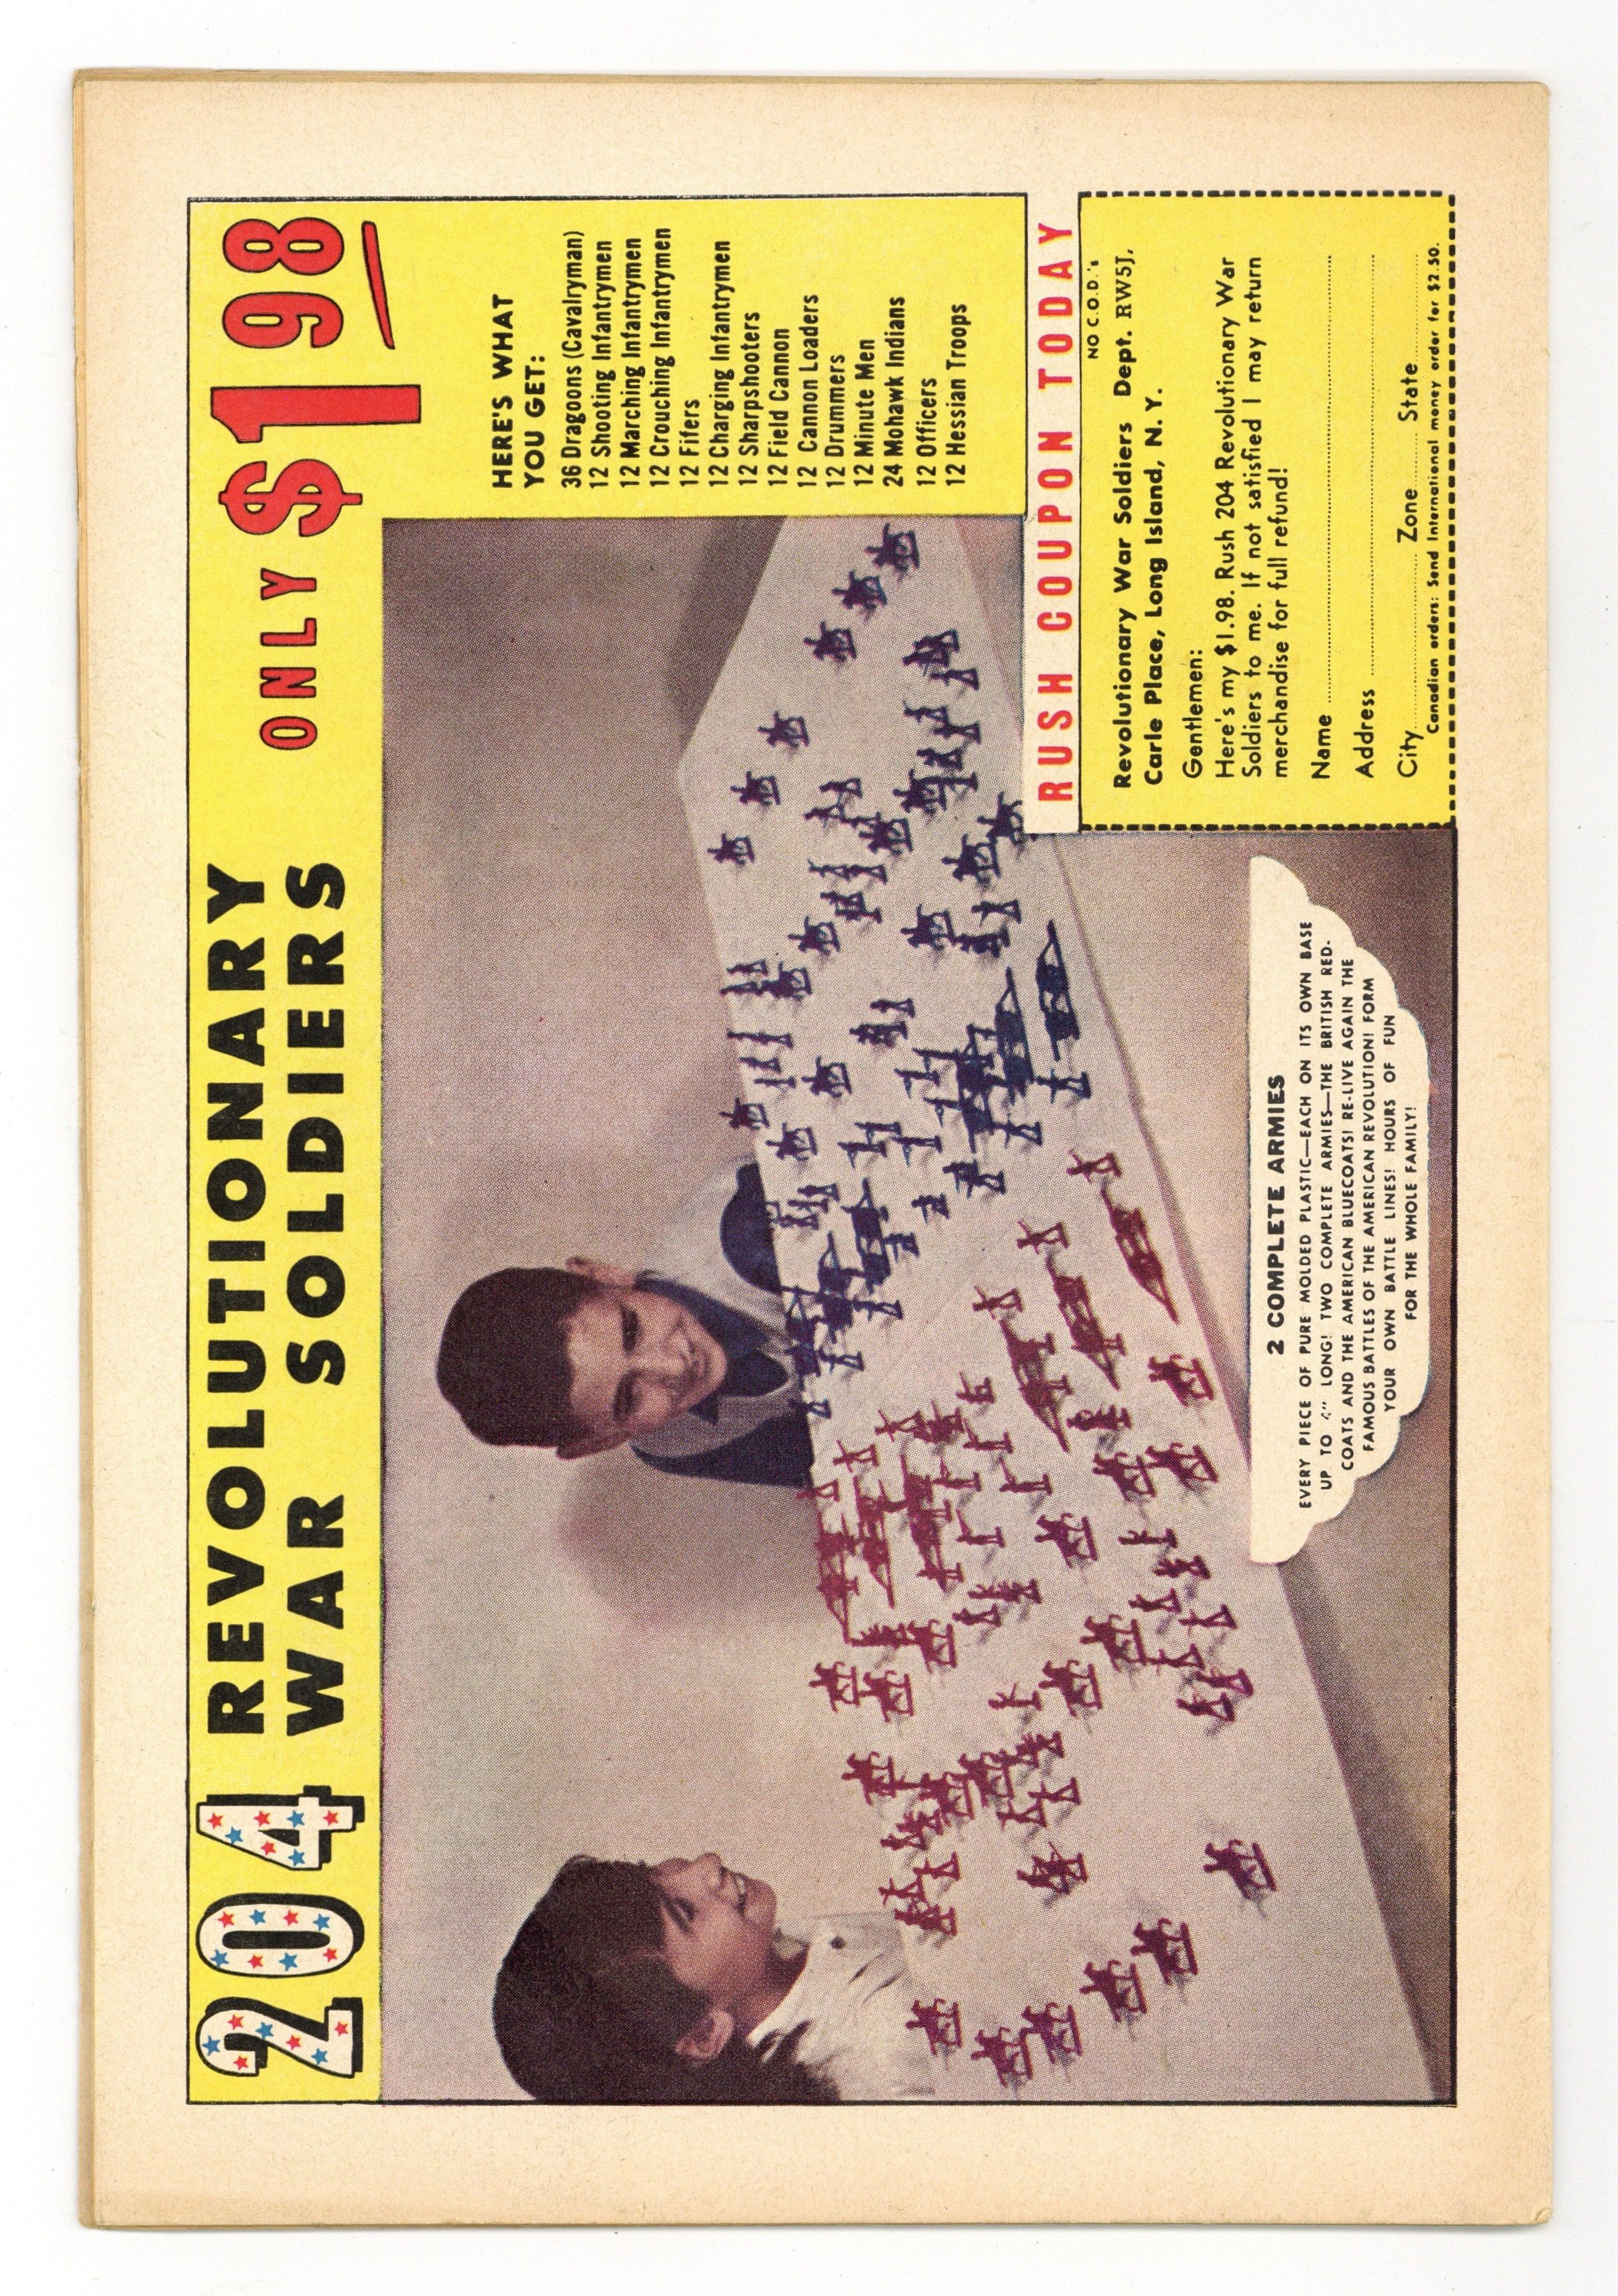 204 REVOLUTIONARY
WAR SOLDIERS ONLY $1 98
HERE'S WHAT
YOU GET:
36 Dragoons (Cavalryman)
12 Shooting Infantrymen
12 Marching Infantrymen
12 Crouching Infantrymen
12 Fifers
12 Charging Infantrymen
12 Sharpshooters
12 Field Cannon
12 Cannon Loaders
12 Drummers
12 Minute Men
24 Mohawk Indians
12 Officers
12 Hessian Troops
RUSH COUPON TODAY
NO C.O.D.'s
Revolutionary War Soldiers Dept. RW5J,
Carle Place, Long Island, N. Y.
Gentlemen:
Here's my $1.98. Rush 204 Revolutionary War
Soldiers to me. If not satisfied I may return
merchandise for full refund!
Name
Address
City Zone State
Canadian orders: Send International money order for $2.50.
2 COMPLETE ARMIES
EVERY PIECE OF PURE MOLDED PLASTIC—EACH ON ITS OWN BASE
UP TO 4" LONG! TWO COMPLETE ARMIES—THE BRITISH RED-
COATS AND THE AMERICAN BLUECOATS! RE-LIVE AGAIN THE
FAMOUS BATTLES OF THE AMERICAN REVOLUTION! FORM
YOUR OWN BATTLE LINES! HOURS OF FUN
FOR THE WHOLE FAMILY!